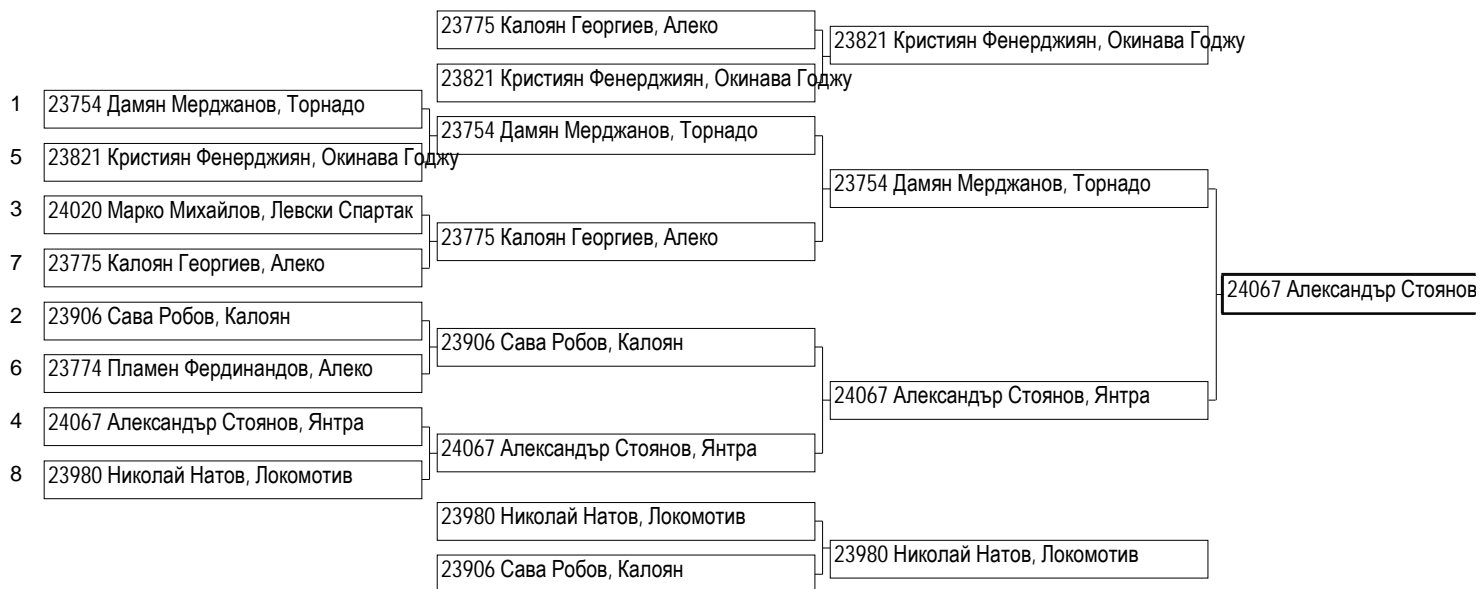 23775 Калоян Георгиев, Алеко
23821 Кристиян Фенерджиян, Окинава Годжу
23821 Кристиян Фенерджиян, Окинава Годжу
1 23754 Дамян Мерджанов, Торнадо
23754 Дамян Мерджанов, Торнадо
5 23821 Кристиян Фенерджиян, Окинава Годжу
23754 Дамян Мерджанов, Торнадо
3 24020 Марко Михайлов, Левски Спартак
23775 Калоян Георгиев, Алеко
7 23775 Калоян Георгиев, Алеко
24067 Александър Стоянов
2 23906 Сава Робов, Калоян
23906 Сава Робов, Калоян
6 23774 Пламен Фердинандов, Алеко
24067 Александър Стоянов, Янтра
4 24067 Александър Стоянов, Янтра
24067 Александър Стоянов, Янтра
8 23980 Николай Натов, Локомотив
23980 Николай Натов, Локомотив
23980 Николай Натов, Локомотив
23906 Сава Робов, Калоян